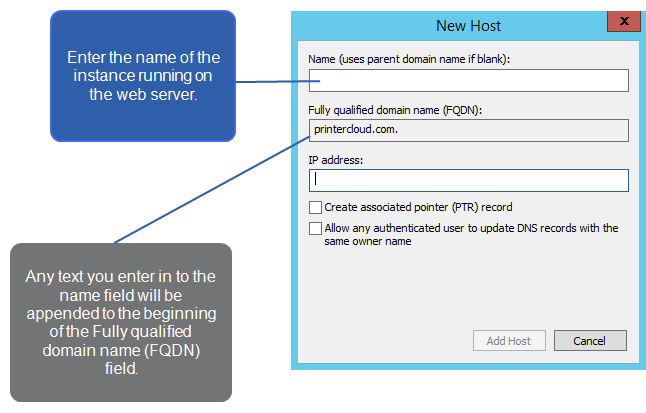 Enter the name of the
instance running on
the web server.
Any text you enter in to the
name field will be
appended to the beginning
of the Fully qualified
domain name (FQDN)
field.
New Host
x
Name (uses parent domain name if blank):
Fully qualified domain name (FQDN):
printercloud.com.
IP address:
Create associated pointer (PTR) record
Allow any authenticated user to update DNS records with the
same owner name
Add Host
Cancel